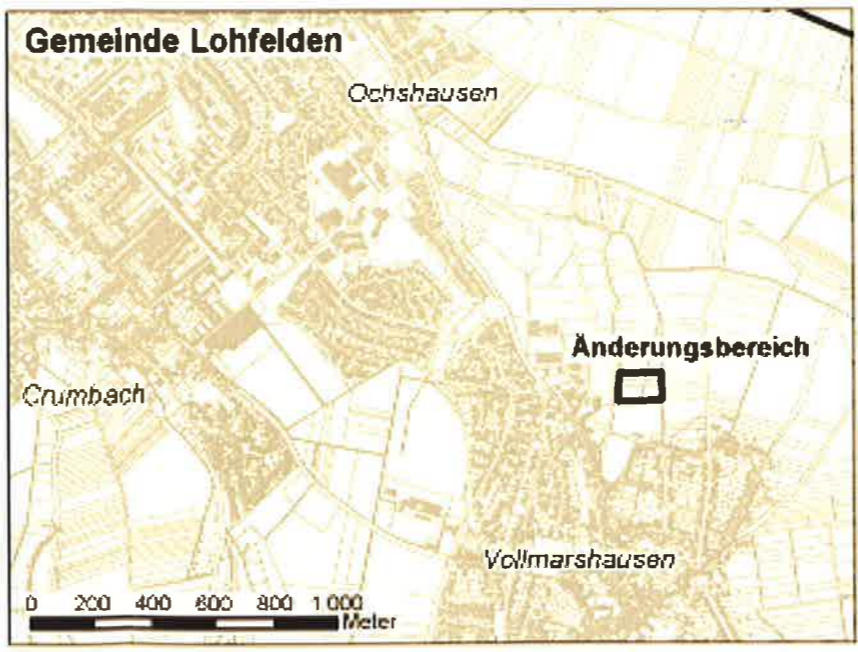 Gemeinde Lohfelden
Ochshausen
Änderungsbereich
Crumbach
Vollmarshausen
0 200 400 600 800 1 000
Meter